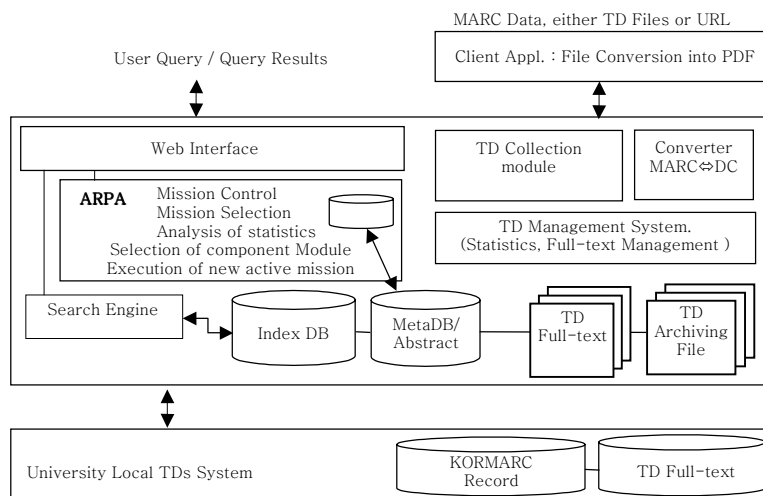 MARC Data, either TD Files or URL
User Query / Query Results
Client Appl. : File Conversion into PDF
Web Interface
TD Collection
module
Converter
MARC⇔DC
ARPA
Mission Control
Mission Selection
Analysis of statistics
Selection of component Module
Execution of new active mission
TD Management System.
(Statistics, Full-text Management )
Search Engine
Index DB
MetaDB/
Abstract
TD
Full-text
TD
Archiving
File
University Local TDs System
KORMARC
Record
TD Full-text